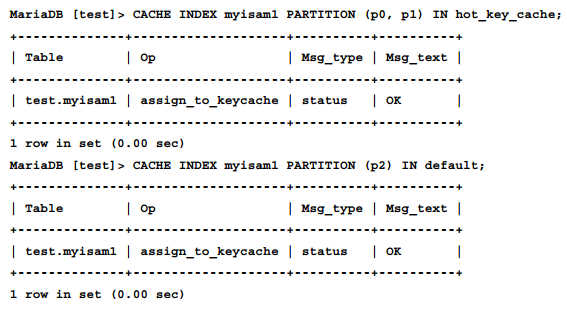 MariaDB [test]> CACHE INDEX myisam1 PARTITION (p0, p1) IN hot_key_cache;
+--------------+--------------------+----------+----------+
| Table        | Op                 | Msg_type | Msg_text |
+--------------+--------------------+----------+----------+
| test.myisam1 | assign_to_keycache | status   | OK       |
+--------------+--------------------+----------+----------+
1 row in set (0.00 sec)
MariaDB [test]> CACHE INDEX myisam1 PARTITION (p2) IN default;
+--------------+--------------------+----------+----------+
| Table        | Op                 | Msg_type | Msg_text |
+--------------+--------------------+----------+----------+
| test.myisam1 | assign_to_keycache | status   | OK       |
+--------------+--------------------+----------+----------+
1 row in set (0.00 sec)